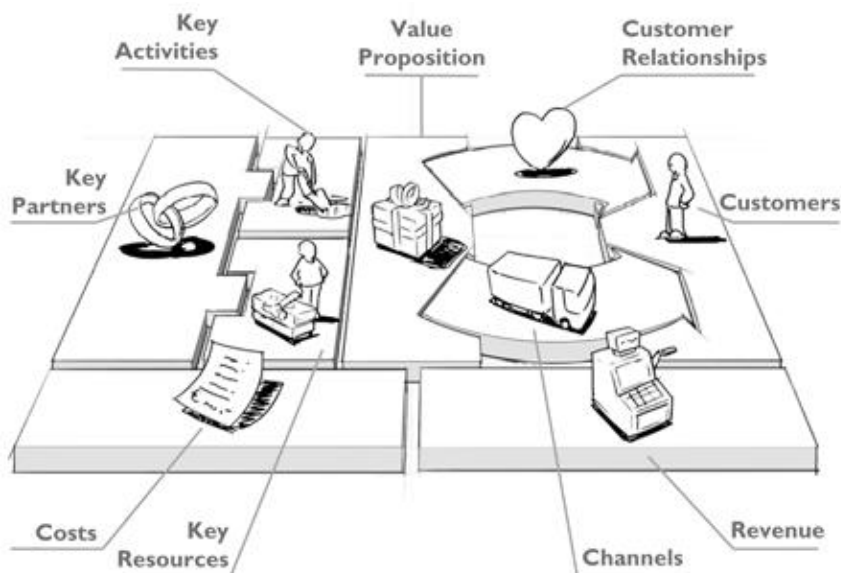 Key
Activities
Value
Proposition
Customer
Relationships
Key
Partners
Customers
Costs
Key
Resources
Channels
Revenue